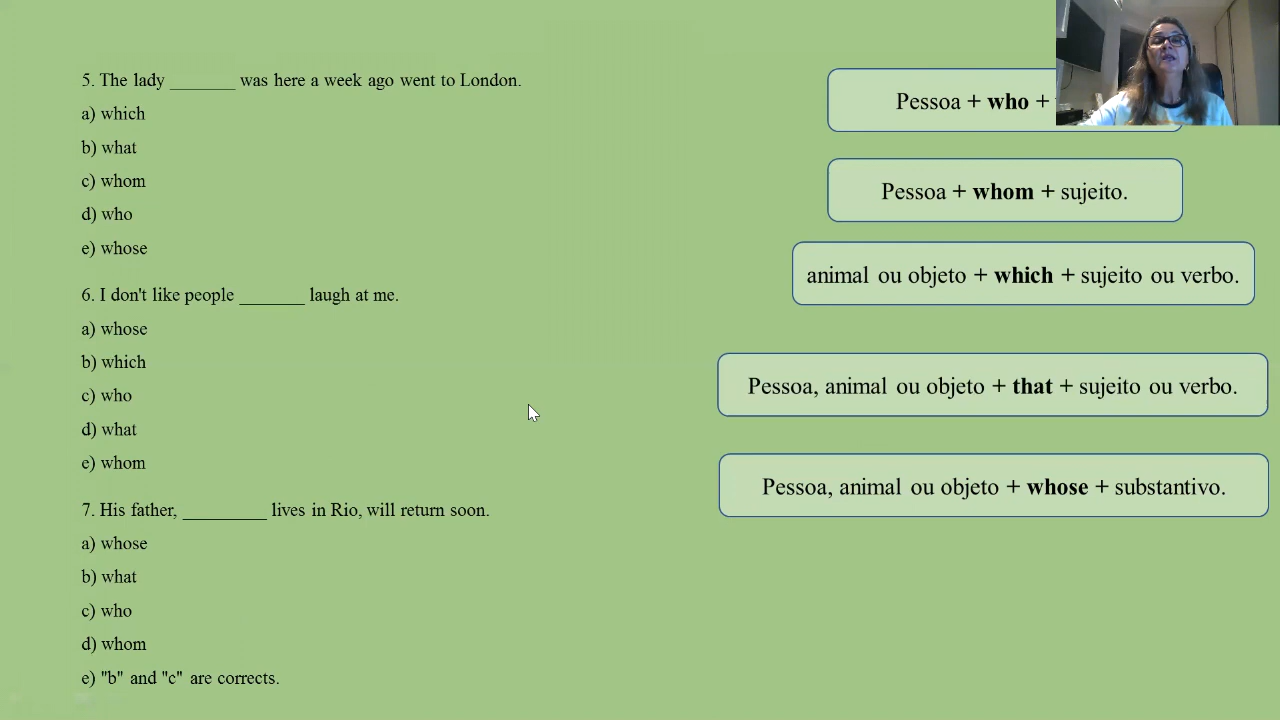 5. The lady _______ was here a week ago went to London.
a) which
b) what
c) whom
d) who
e) whose
6. I don't like people _______ laugh at me.
a) whose
b) which
c) who
d) what
e) whom
7. His father, _________ lives in Rio, will return soon.
a) whose
b) what
c) who
d) whom
e) "b" and "c" are corrects.
Pessoa + who +
Pessoa + whom + sujeito.
animal ou objeto + which + sujeito ou verbo.
Pessoa, animal ou objeto + that + sujeito ou verbo.
Pessoa, animal ou objeto + whose + substantivo.